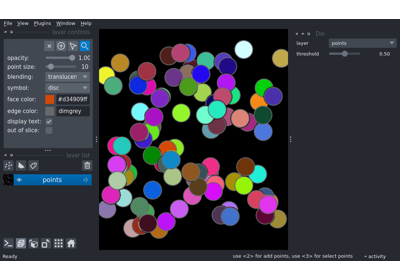 File View Plugins Window Help
layer controls
opacity: 1.00
point size: 10
blending: translucen
symbol: disc
face color: #d34909ff
edge color: dimgrey
display text:
out of slice:
layer list
points
Do
layer points
threshold 0.50
Ready
use <2> for add points, use <3> for select points
activity